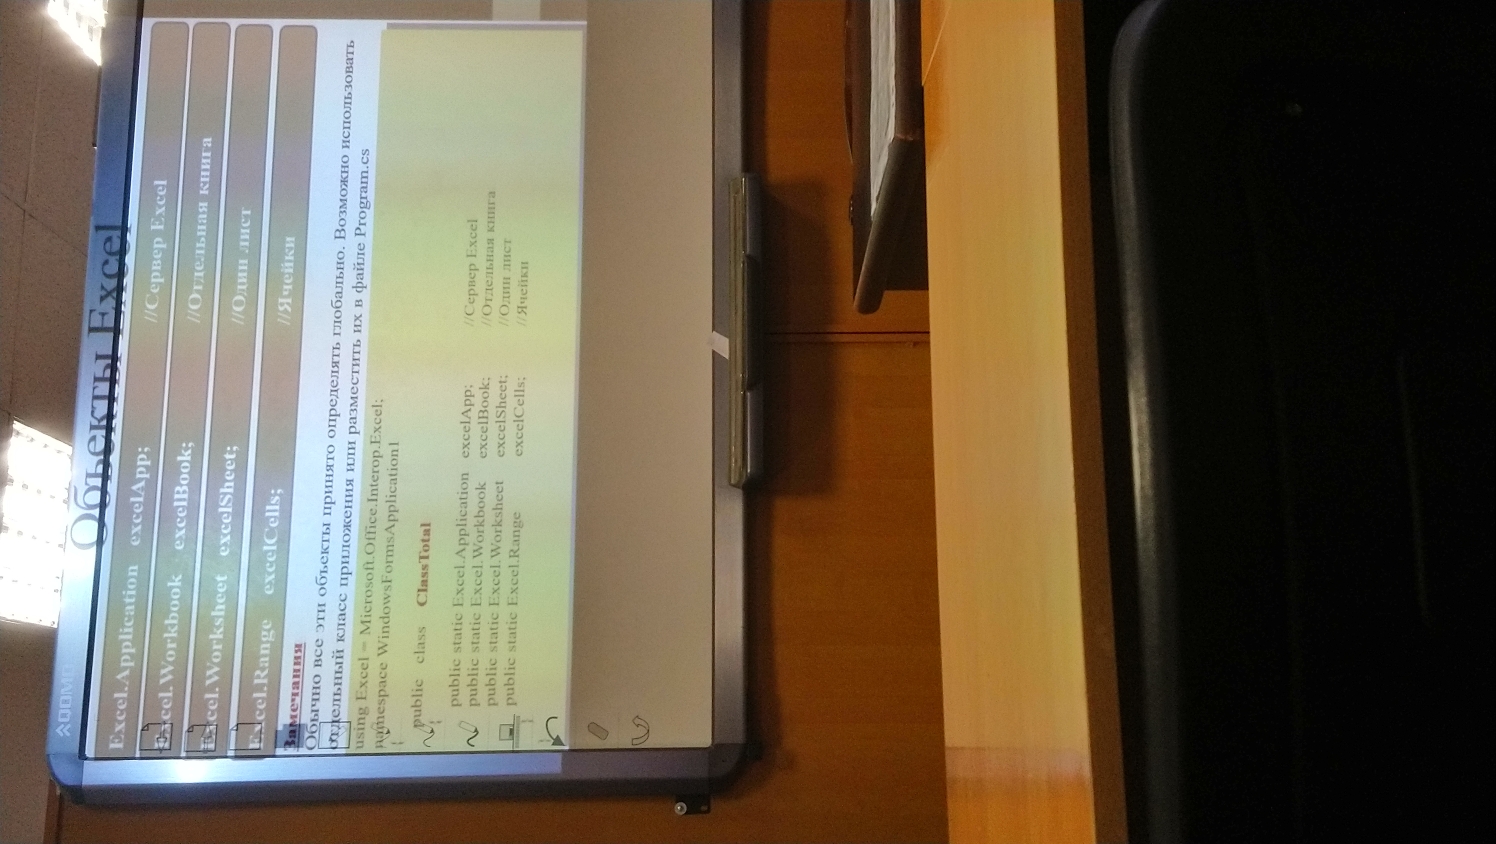 QOMO
Объекты Excel
Excel.Application excelApp; //Сервер Excel
Excel.Workbook excelBook; //Отдельная книга
Excel.Worksheet excelSheet; //Один лист
Excel.Range excelCells; //Ячейки
Замечания
Обычно все эти объекты принято определять глобально. Возможно использовать
отдельный класс приложения или разместить их в файле Program.cs
using Excel = Microsoft.Office.Interop.Excel;
namespace WindowsFormsApplication1
{
public class ClassTotal
{
public static Excel.Application excelApp; //Сервер Excel
public static Excel.Workbook excelBook; //Отдельная книга
public static Excel.Worksheet excelSheet; //Один лист
public static Excel.Range excelCells; //Ячейки
}
}